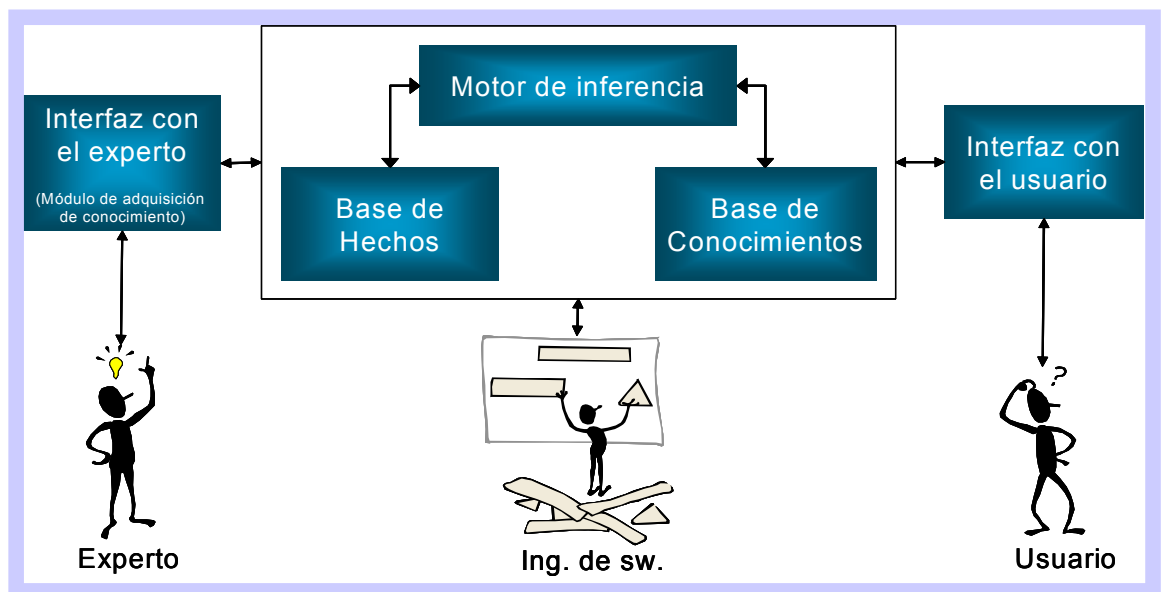 Motor de inferencia
Interfaz con
el experto
(Módulo de adquisición
de conocimiento)
Base de
Hechos
Base de
Conocimientos
Interfaz con
el usuario
?
Experto
Ing. de sw.
Usuario